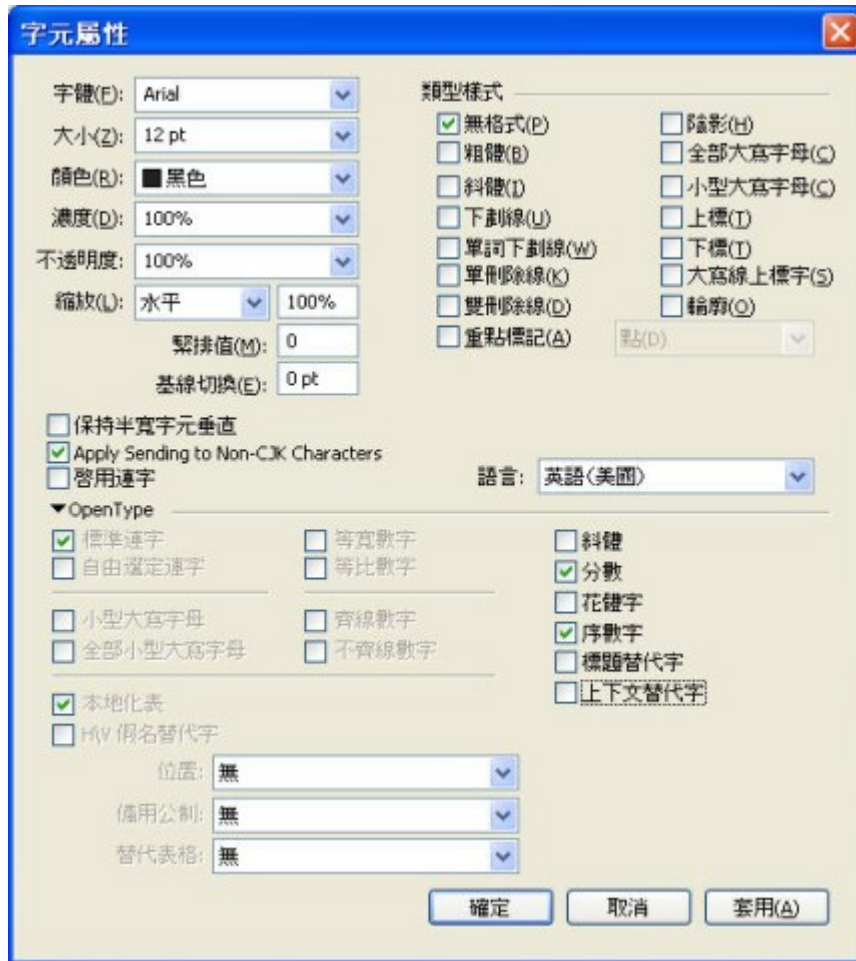 字元屬性
字體(F): Arial
大小(Z): 12 pt
顏色(R): 黑色
濃度(D): 100%
不透明度: 100%
縮放(L): 水平 100%
緊排值(M): 0
基線切換(E): 0 pt
類型樣式
無格式(P) 陰影(H)
粗體(B) 全部大寫字母(C)
斜體(I) 小型大寫字母(C)
下劃線(U) 上標(T)
單詞下劃線(W) 下標(T)
單刪除線(K) 大寫線上標字(S)
雙刪除線(D) 輪廓(O)
重點標記(A) 點(D)
保持半寬字元垂直
Apply Sending to Non-CJK Characters
啓用連字
語言: 英語(美國)
OpenType
標準連字 等寬數字 斜體
自由選定連字 等比數字 分數
花體字
小型大寫字母 齊線數字 序數字
全部小型大寫字母 不齊線數字 標題替代字
上下文替代字
本地化表
H(V 假名替代字
位置: 無
備用公制: 無
替代表格: 無
確定 取消 套用(A)